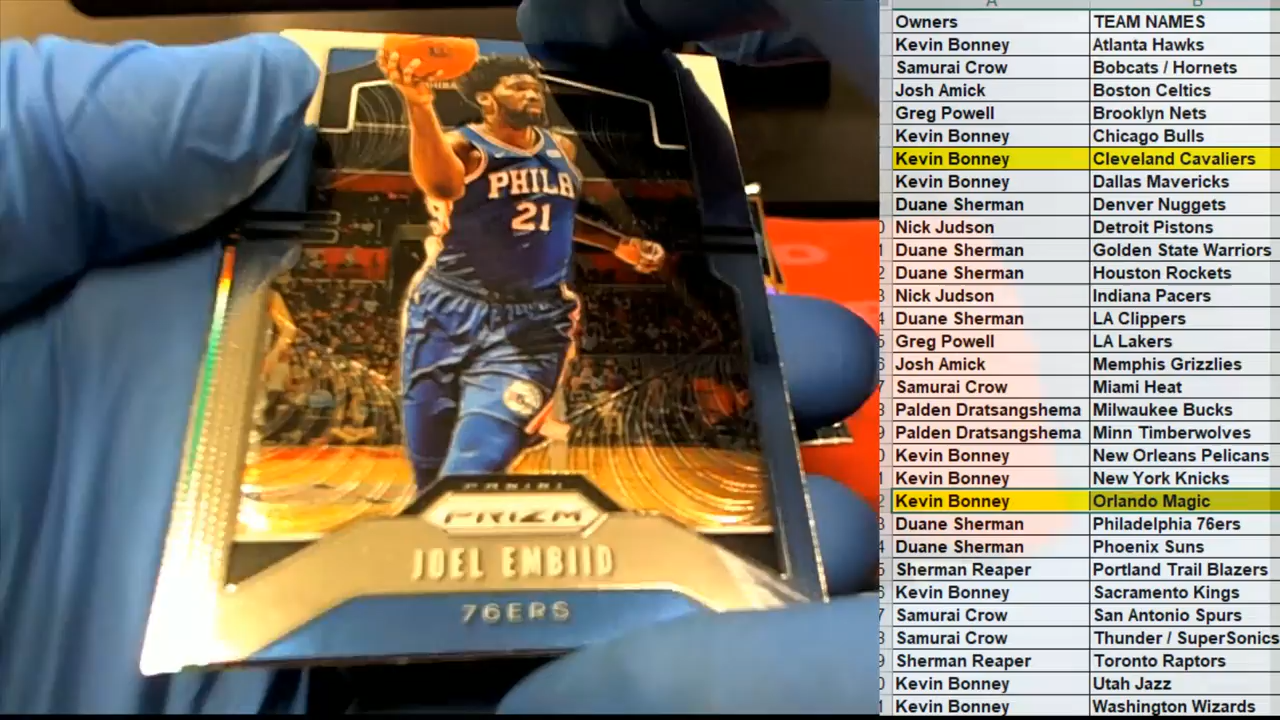 PHILA
21
PANINI
PRIZM
JOEL EMBIID
76ERS
A B
Owners TEAM NAMES
Kevin Bonney Atlanta Hawks
Samurai Crow Bobcats / Hornets
Josh Amick Boston Celtics
Greg Powell Brooklyn Nets
Kevin Bonney Chicago Bulls
Kevin Bonney Cleveland Cavaliers
Kevin Bonney Dallas Mavericks
Duane Sherman Denver Nuggets
Nick Judson Detroit Pistons
Duane Sherman Golden State Warriors
Duane Sherman Houston Rockets
Nick Judson Indiana Pacers
Duane Sherman LA Clippers
Greg Powell LA Lakers
Josh Amick Memphis Grizzlies
Samurai Crow Miami Heat
Palden Dratsangshema Milwaukee Bucks
Palden Dratsangshema Minn Timberwolves
Kevin Bonney New Orleans Pelicans
Kevin Bonney New York Knicks
Kevin Bonney Orlando Magic
Duane Sherman Philadelphia 76ers
Duane Sherman Phoenix Suns
Sherman Reaper Portland Trail Blazers
Kevin Bonney Sacramento Kings
Samurai Crow San Antonio Spurs
Samurai Crow Thunder / SuperSonics
Sherman Reaper Toronto Raptors
Kevin Bonney Utah Jazz
Kevin Bonney Washington Wizards